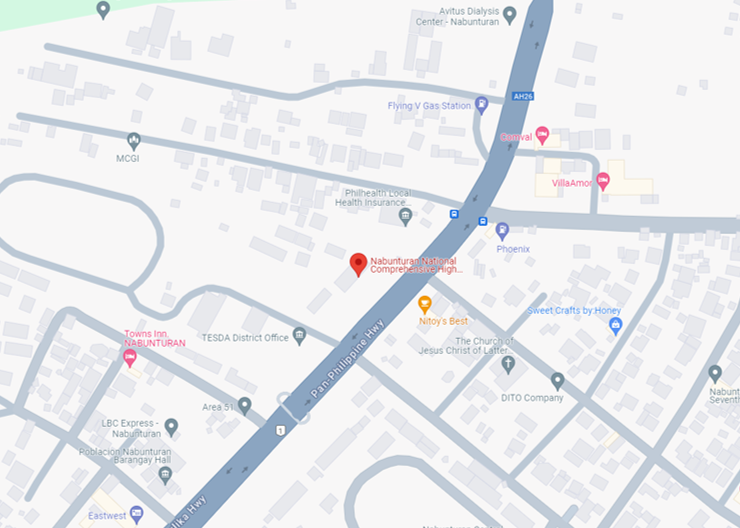 Avitus Dialysis
Center - Nabunturan
AH26
Flying V Gas Station
MCGI
VillaAmor
Philhealth Local
Health Insurance...
Phoenix
Nabunturan National
Comprehensive High...
Nitoy's Best
Sweet Crafts by Honey
Towns Inn.
NABUNTURAN
TESDA District Office
Pan-Philippine Hwy
The Church of
Jesus Christ of Latter...
DITO Company
Nabunt
Seventh
Area 51
LBC Express -
Nabunturan
1
Poblacion Nabunturan
Barangay Hall
Eastwest
lika Hwy